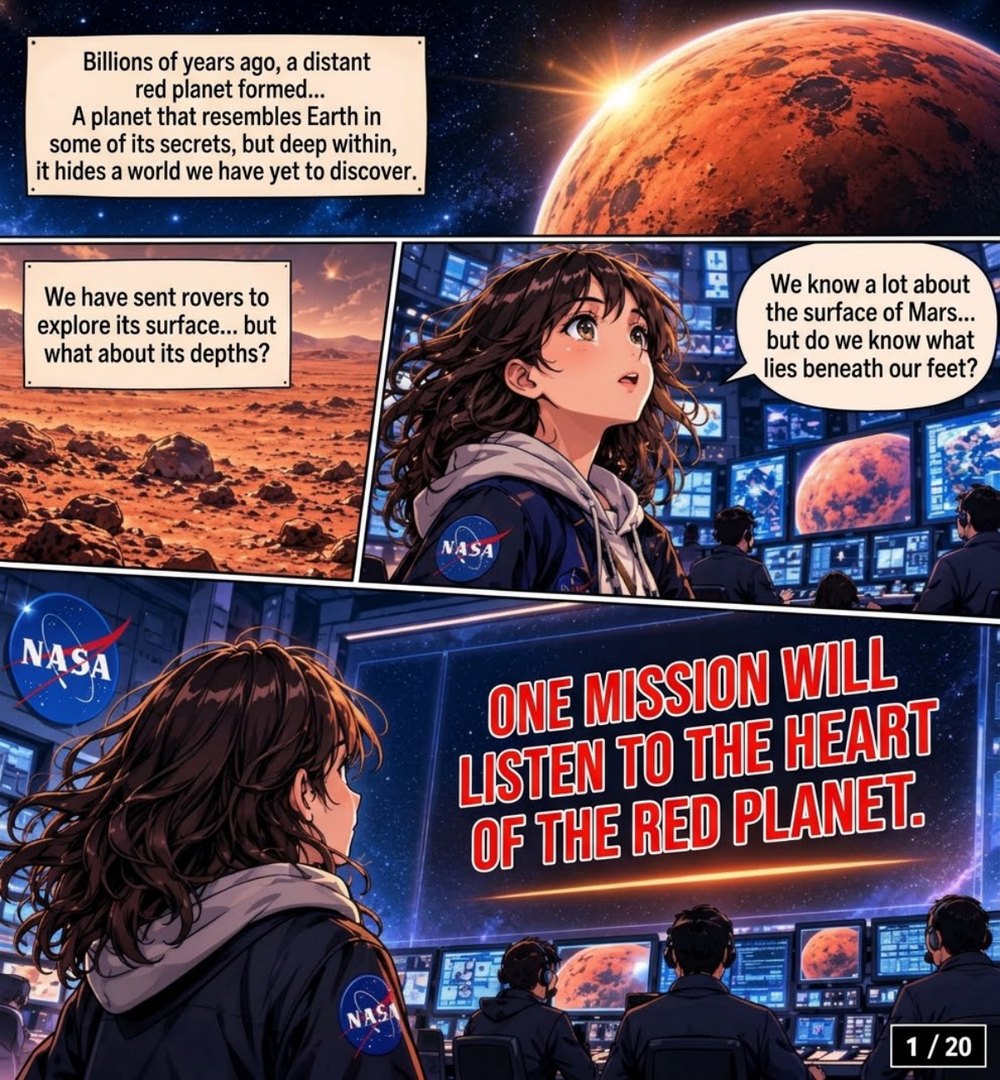 Billions of years ago, a distant
red planet formed...
A planet that resembles Earth in
some of its secrets, but deep within,
it hides a world we have yet to discover.
We have sent rovers to
explore its surface... but
what about its depths?
We know a lot about
the surface of Mars...
but do we know what
lies beneath our feet?
NASA
NASA
ONE MISSION WILL
LISTEN TO THE HEART
OF THE RED PLANET.
NASA
1 / 20